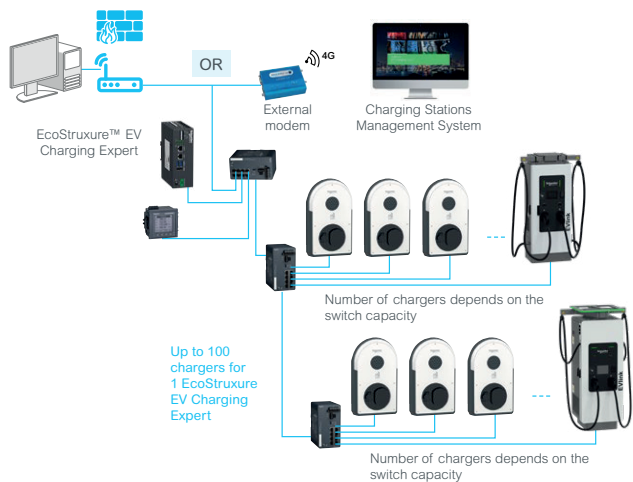 OR
4G
External
modem
Charging Stations
Management System
EcoStruxure™ EV
Charging Expert
EVlink
Number of chargers depends on the
switch capacity
Up to 100
chargers for
1 EcoStruxure
EV Charging
Expert
EVlink
Number of chargers depends on the
switch capacity